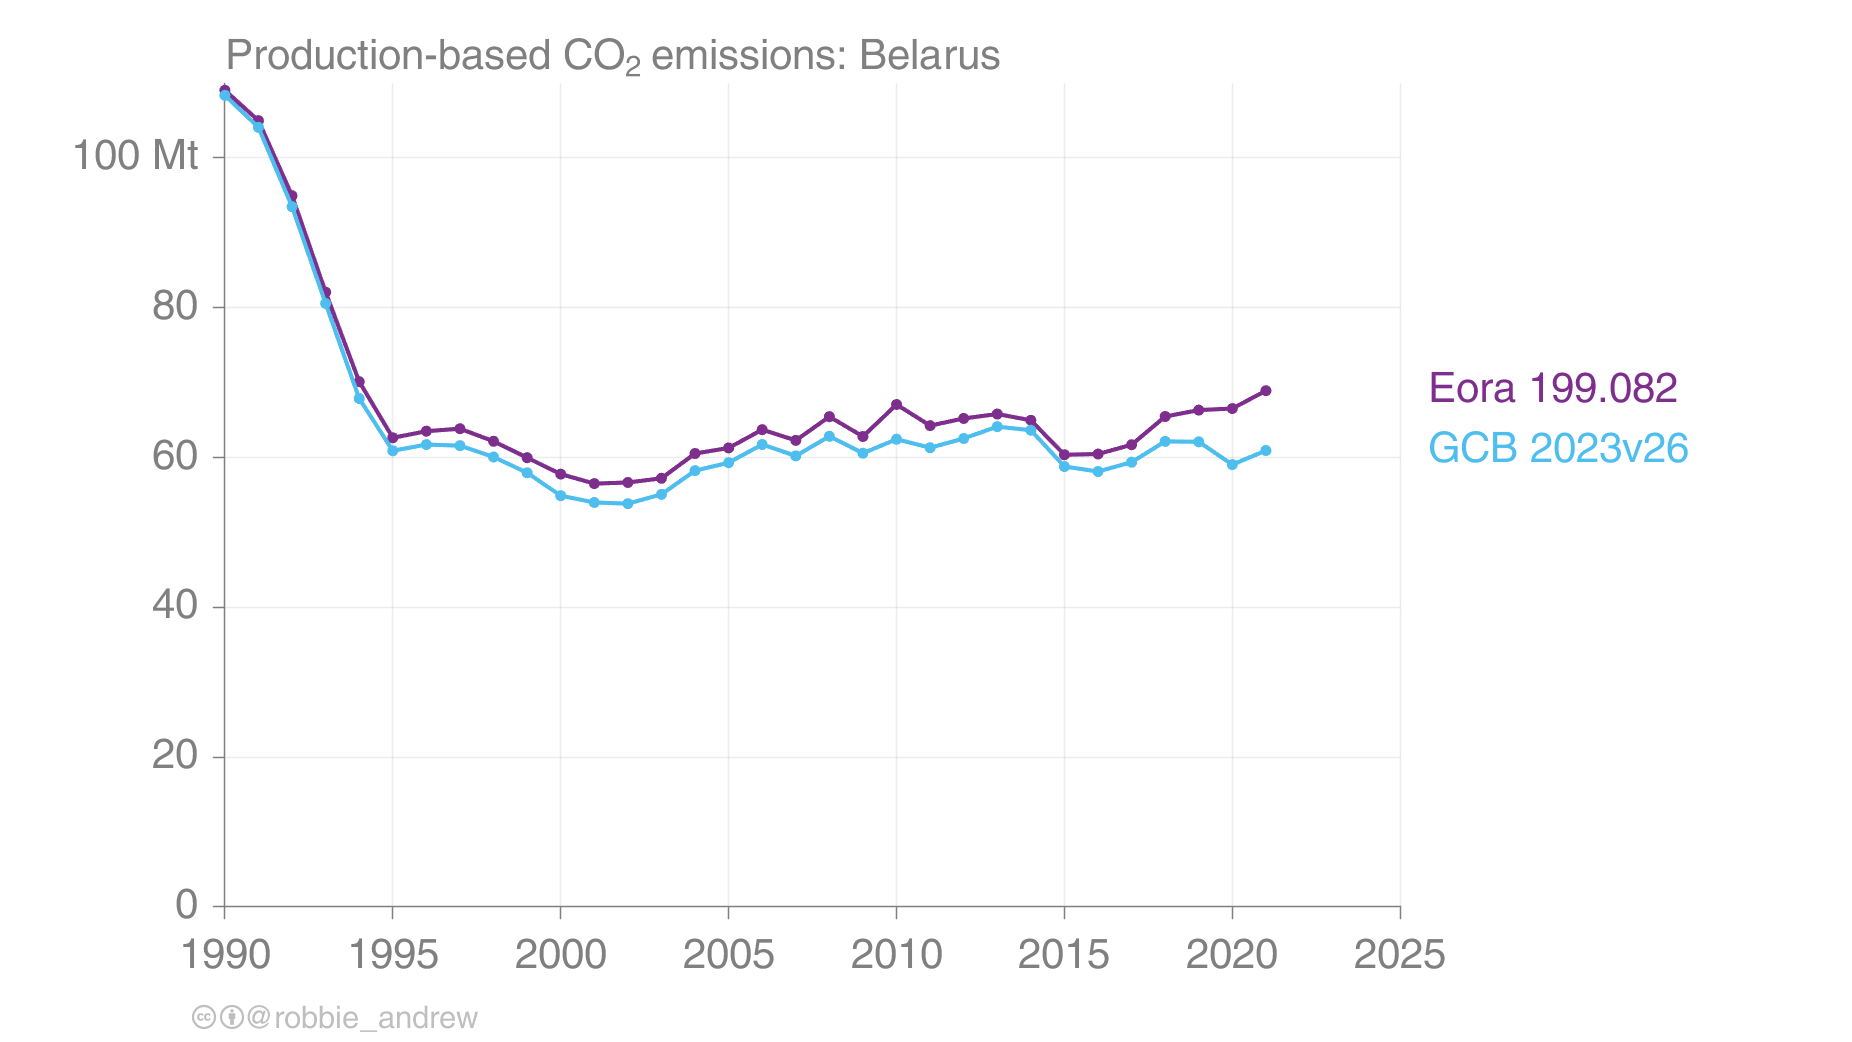 Production-based CO₂ emissions: Belarus
100 Mt
80
60
40
20
0
1990 1995 2000 2005 2010 2015 2020 2025
Eora 199.082
GCB 2023v26
cc @robbie_andrew